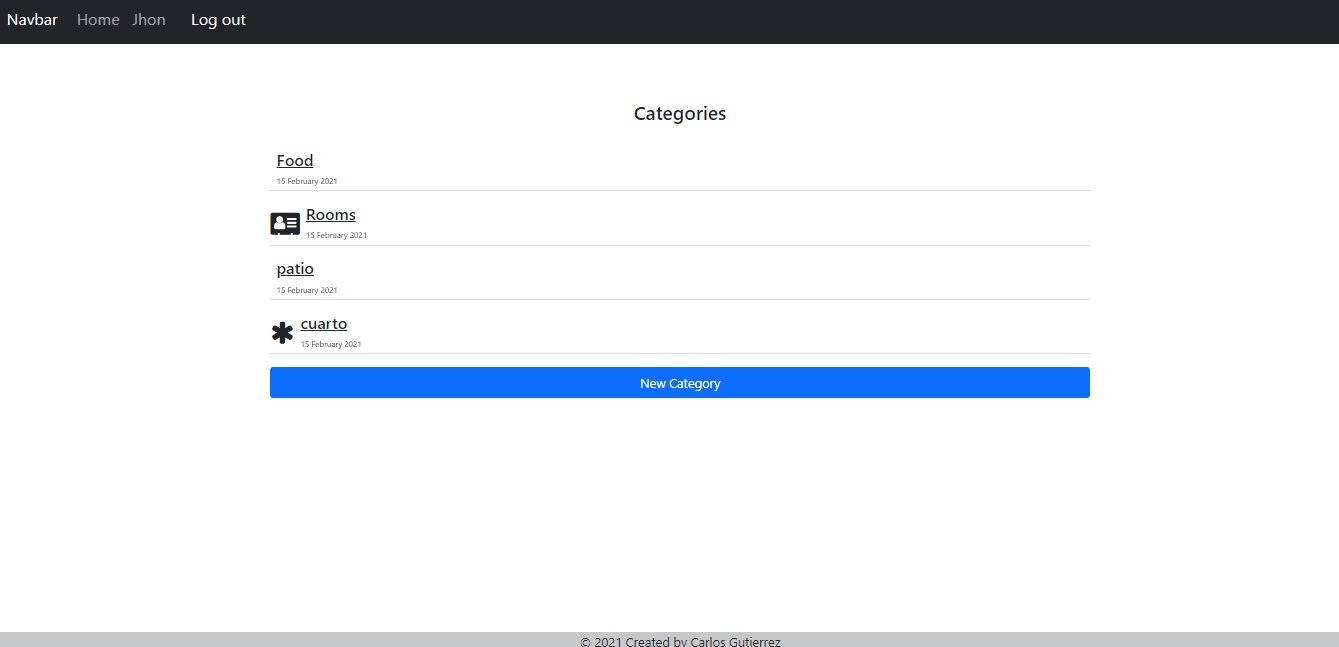 Navbar Home Jhon Log out
Categories
Food
15 February 2021
Rooms
15 February 2021
patio
15 February 2021
cuarto
15 February 2021
New Category
© 2021 Created by Carlos Gutierrez